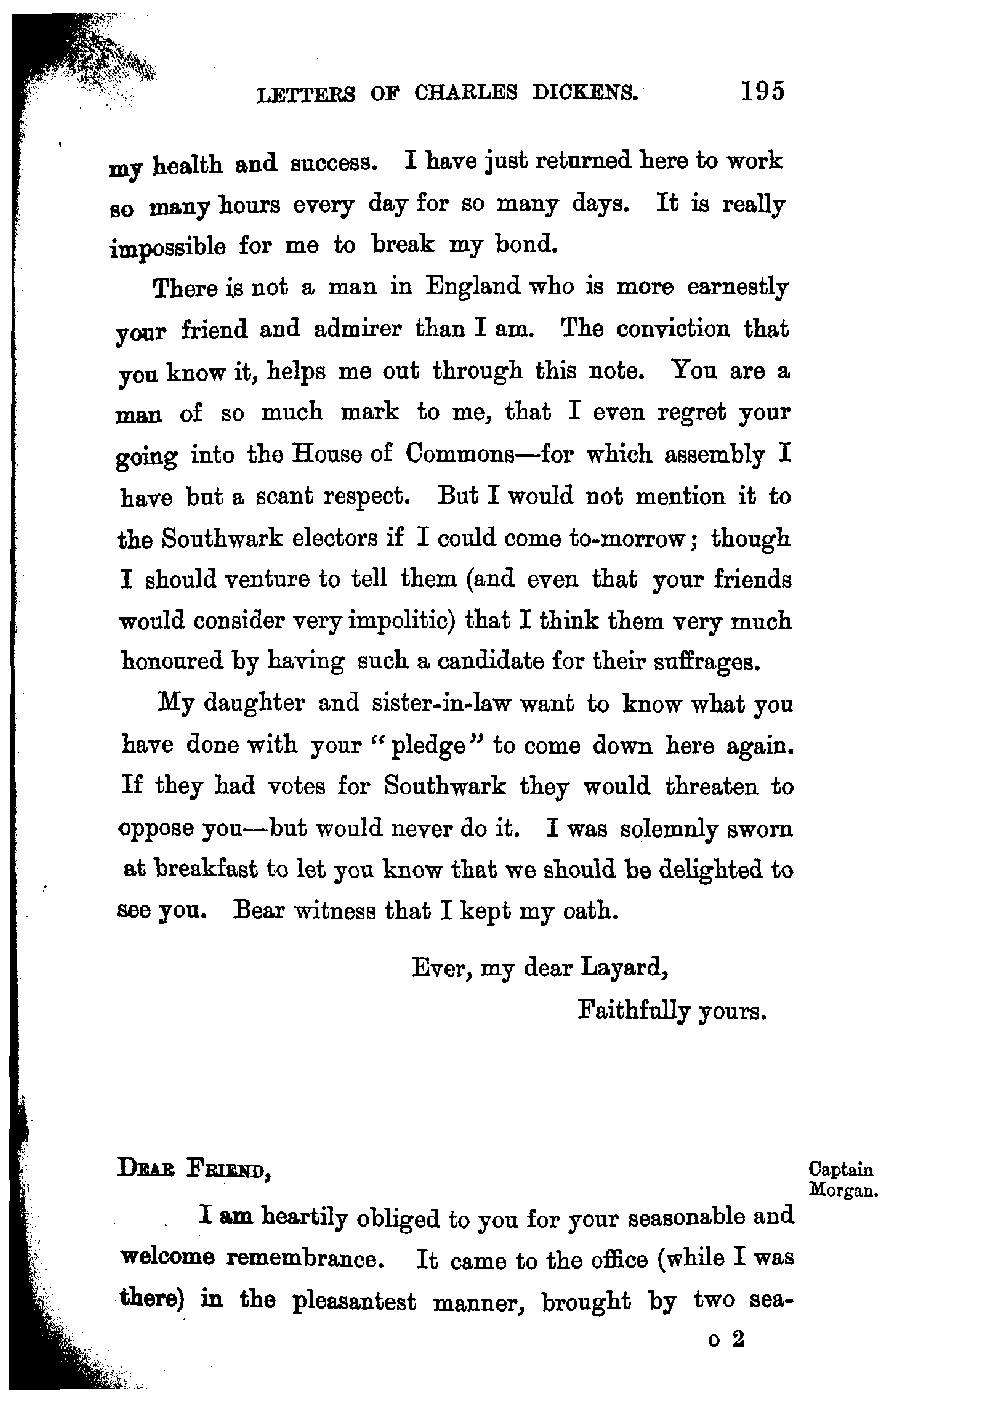 LETTERS OF CHARLES DICKENS. 195
my health and success. I have just returned here to work
so many hours every day for so many days. It is really
impossible for me to break my bond.
There is not a man in England who is more earnestly
your friend and admirer than I am. The conviction that
you know it, helps me out through this note. You are a
man of so much mark to me, that I even regret your
going into the House of Commons—for which assembly I
have but a scant respect. But I would not mention it to
the Southwark electors if I could come to-morrow; though
I should venture to tell them (and even that your friends
would consider very impolitic) that I think them very much
honoured by having such a candidate for their suffrages.
My daughter and sister-in-law want to know what you
have done with your “pledge” to come down here again.
If they had votes for Southwark they would threaten to
oppose you—but would never do it. I was solemnly sworn
at breakfast to let you know that we should be delighted to
see you. Bear witness that I kept my oath.
Ever, my dear Layard,
Faithfully yours.
DEAR FRIEND,
Captain
Morgan.
I am heartily obliged to you for your seasonable and
welcome remembrance. It came to the office (while I was
there) in the pleasantest manner, brought by two sea-
o 2